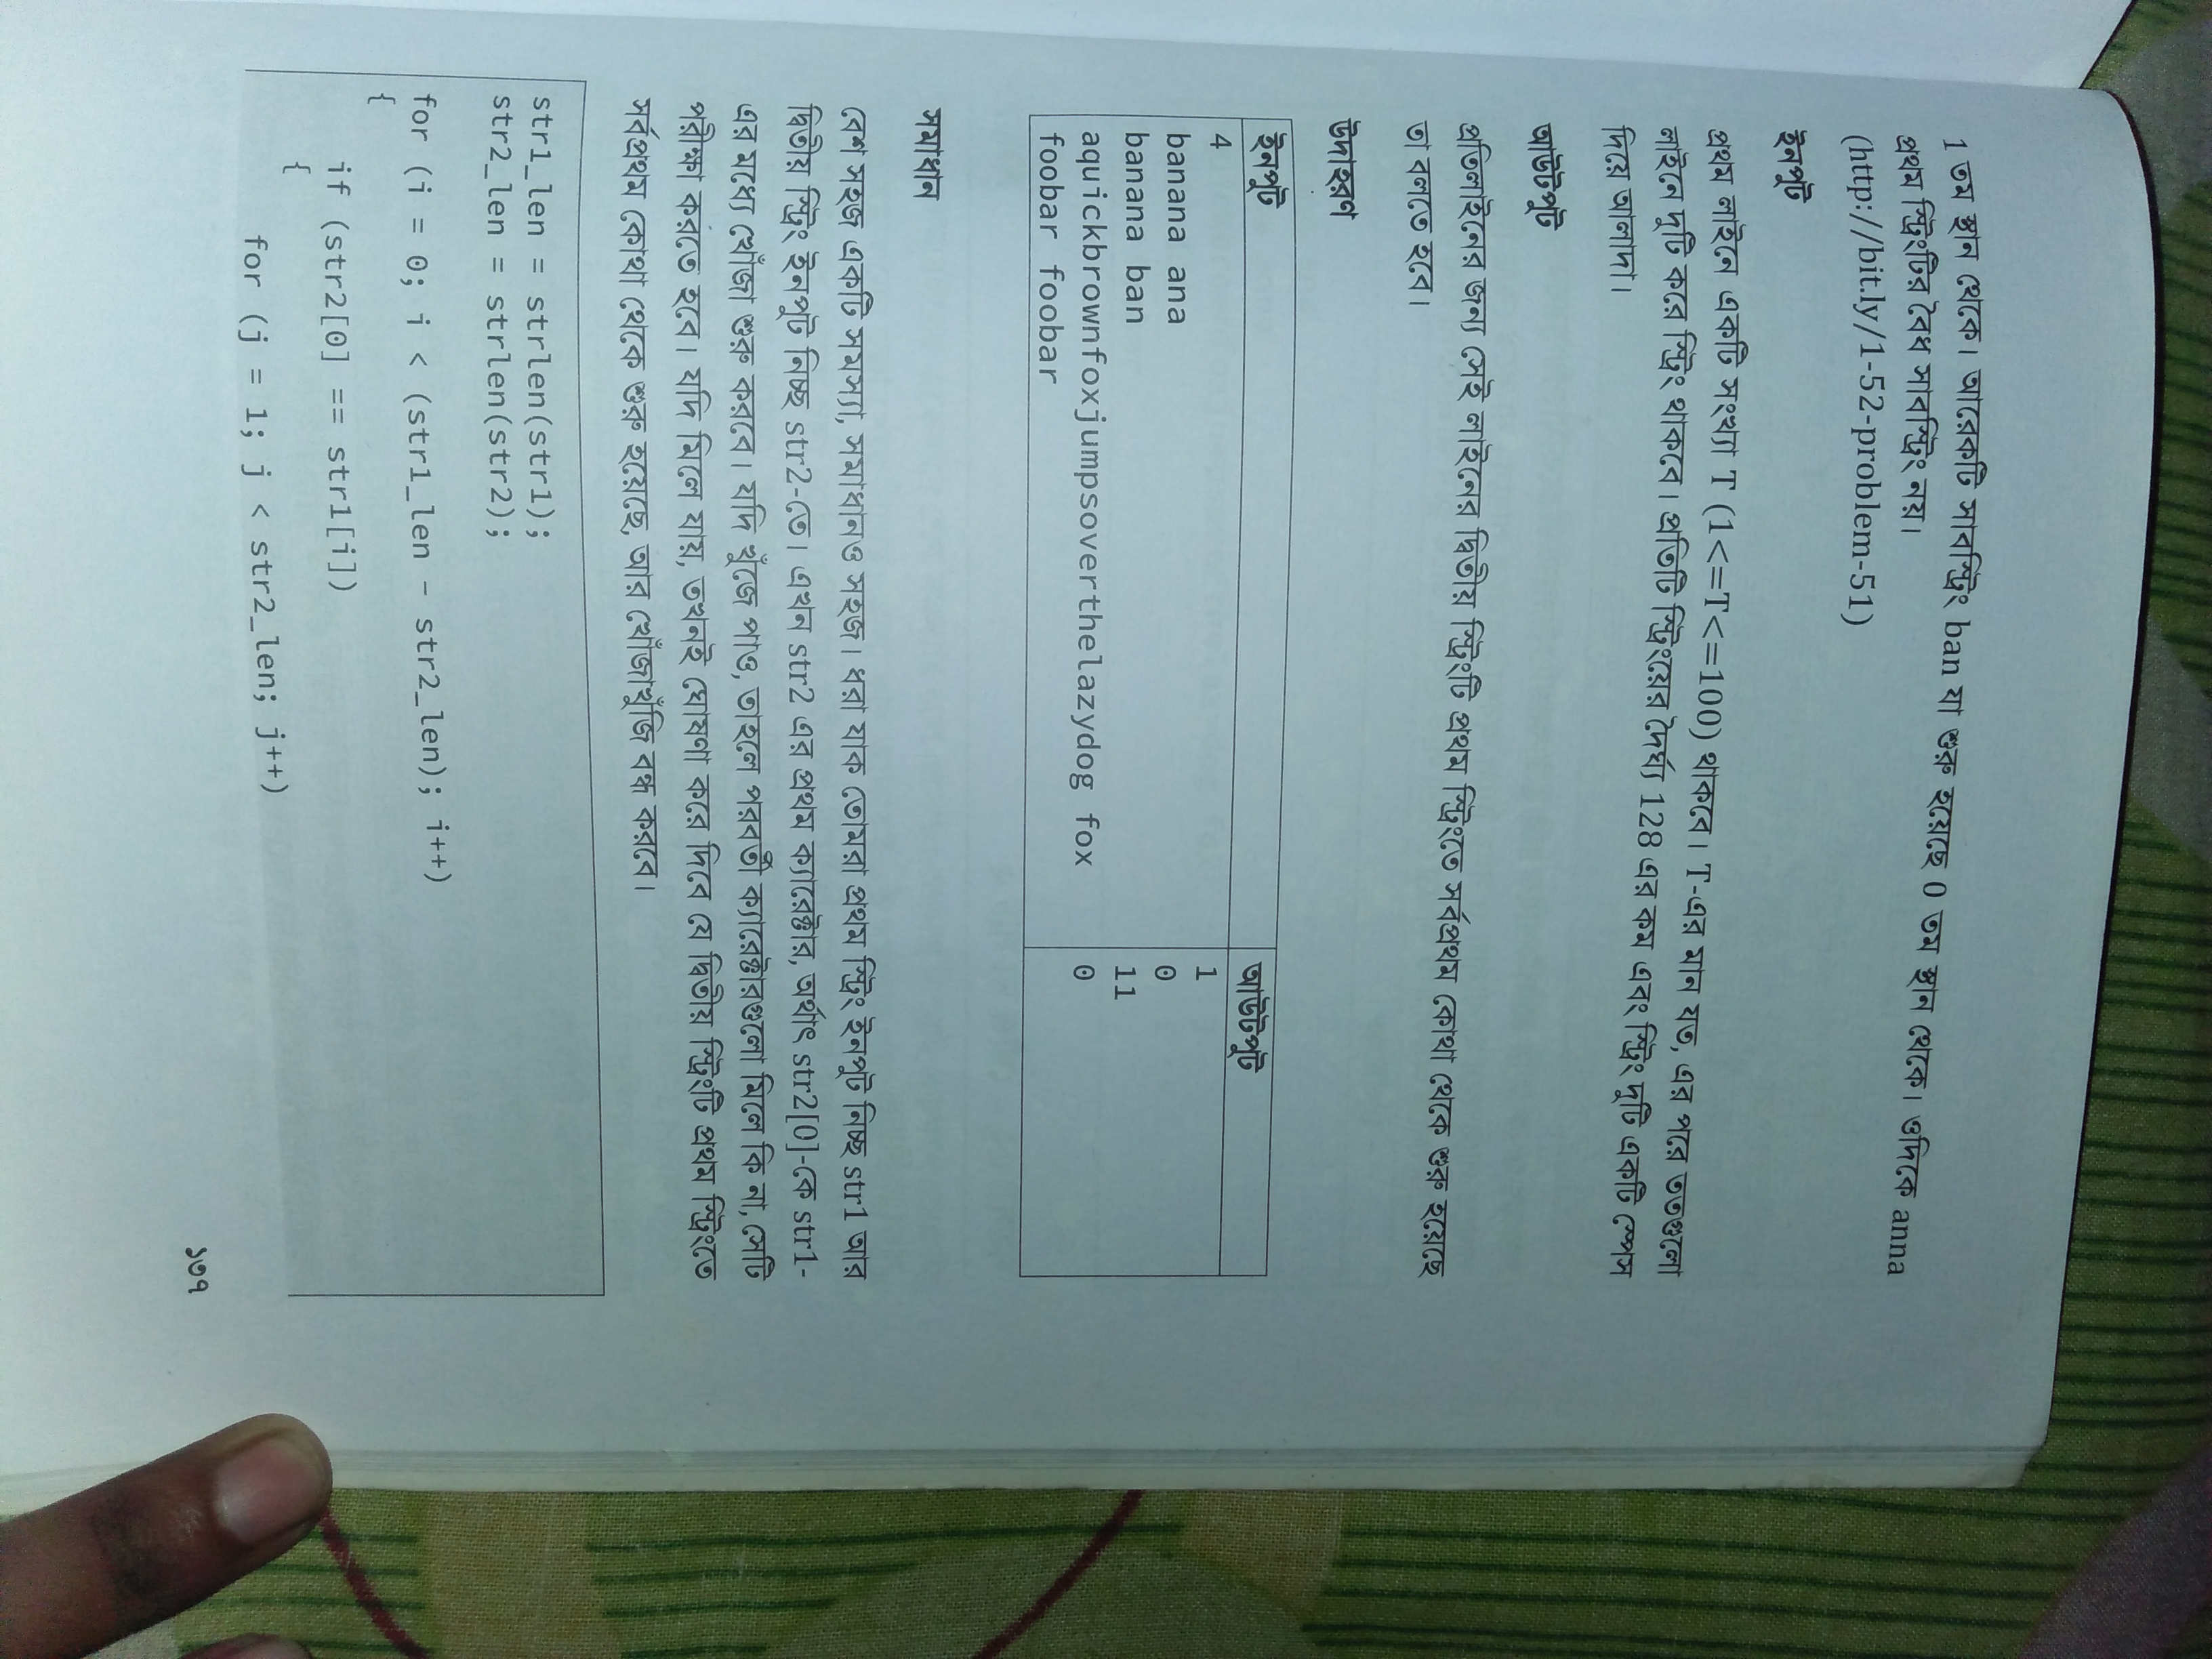 1 তম স্থান থেকে। আরেকটি সাবস্ট্রিং ban যা শুরু হয়েছে 0 তম স্থান থেকে। ওদিকে anna
প্রথম স্ট্রিংটির বৈধ সাবস্ট্রিং নয়।
(http://bit.ly/1-52-problem-51)
ইনপুট
প্রথম লাইনে একটি সংখ্যা T (1<=T<=100) থাকবে। T-এর মান যত, এর পরে ততগুলো
লাইনে দুটি করে স্ট্রিং থাকবে। প্রতিটি স্ট্রিংয়ের দৈর্ঘ্য 128 এর কম এবং স্ট্রিং দুটি একটি স্পেস
দিয়ে আলাদা।
আউটপুট
প্রতিলাইনের জন্য সেই লাইনের দ্বিতীয় স্ট্রিংটি প্রথম স্ট্রিংতে সর্বপ্রথম কোথা থেকে শুরু হয়েছে
তা বলতে হবে।
উদাহরণ
ইনপুট
4
banana ana
banana ban
aquickbrownfoxjumpsoverthelazydog fox
foobar foobar
আউটপুট
1
0
11
0
সমাধান
বেশ সহজ একটি সমস্যা, সমাধানও সহজ। ধরা যাক তোমরা প্রথম স্ট্রিং ইনপুট নিচ্ছ str1 আর
দ্বিতীয় স্ট্রিং ইনপুট নিচ্ছ str2-তে। এখন str2 এর প্রথম ক্যারেক্টার, অর্থাৎ str2[0]-কে str1-
এর মধ্যে খোঁজা শুরু করবে। যদি খুঁজে পাও, তাহলে পরবর্তী ক্যারেক্টারগুলো মিলে কি না, সেটি
পরীক্ষা করতে হবে। যদি মিলে যায়, তখনই ঘোষণা করে দিবে যে দ্বিতীয় স্ট্রিংটি প্রথম স্ট্রিংতে
সর্বপ্রথম কোথা থেকে শুরু হয়েছে, আর খোঁজাখুঁজি বন্ধ করবে।
str1_len = strlen(str1);
str2_len = strlen(str2);
for (i = 0; i < (str1_len - str2_len); i++)
{
if (str2[0] == str1[i])
{
for (j = 1; j < str2_len; j++)
১৩৭